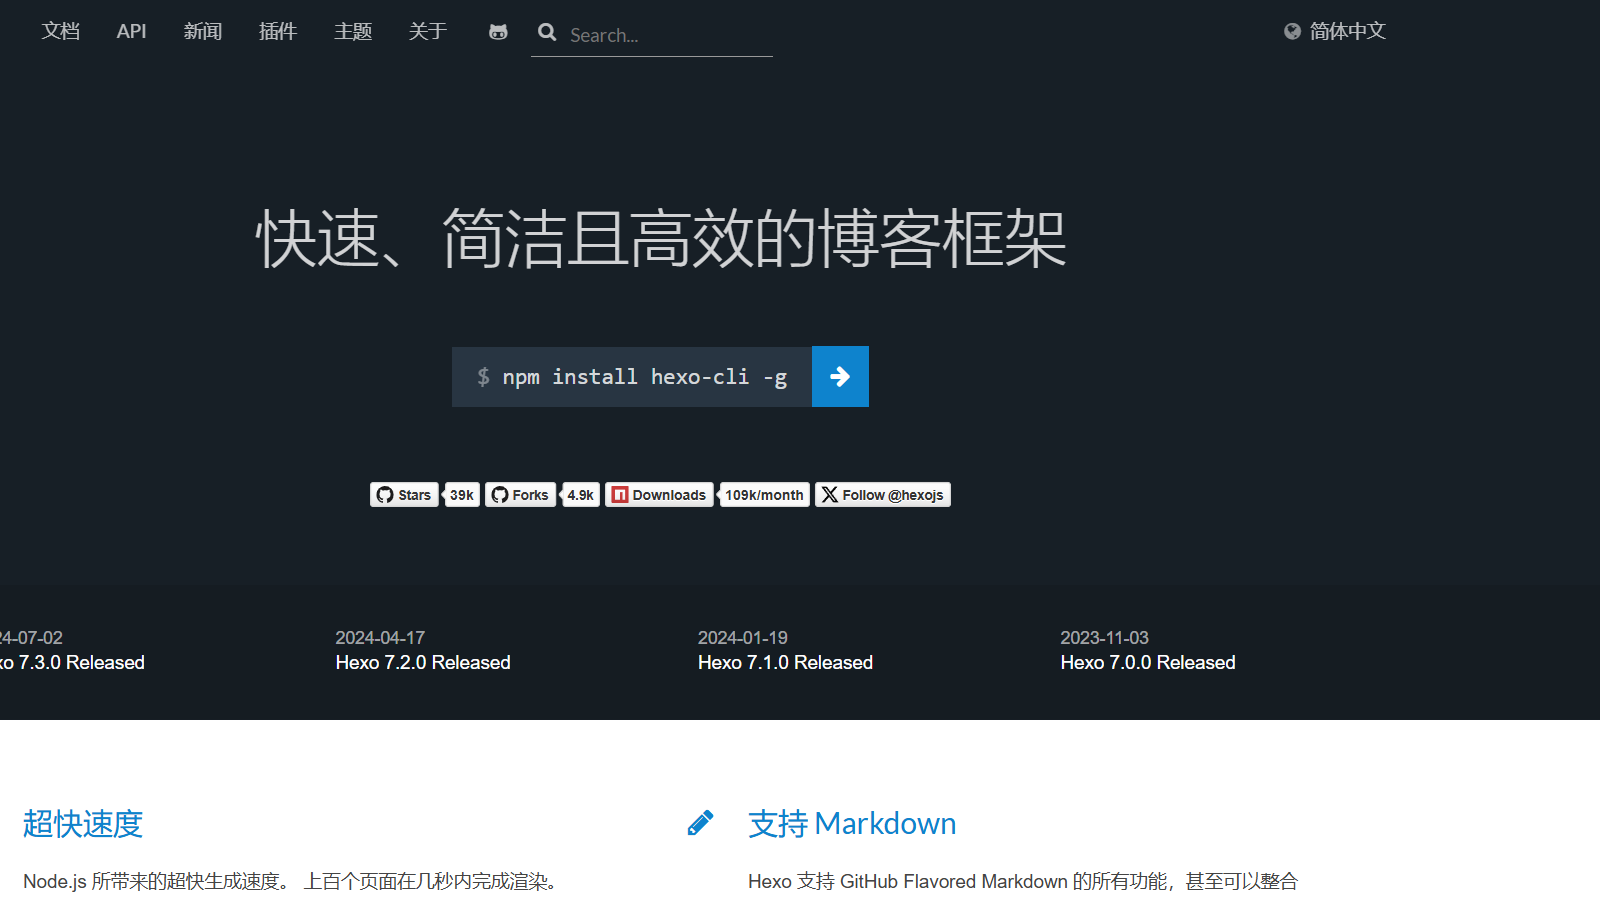 文档 API 新闻 插件 主题 关于 Search... 简体中文
快速、简洁且高效的博客框架
$ npm install hexo-cli -g
Stars 39k Forks 4.9k Downloads 109k/month Follow @hexojs
24-07-02 2024-04-17 2024-01-19 2023-11-03
xo 7.3.0 Released Hexo 7.2.0 Released Hexo 7.1.0 Released Hexo 7.0.0 Released
超快速度 支持 Markdown
Node.js 所带来的超快生成速度。 上百个页面在几秒内完成渲染。 Hexo 支持 GitHub Flavored Markdown 的所有功能，甚至可以整合